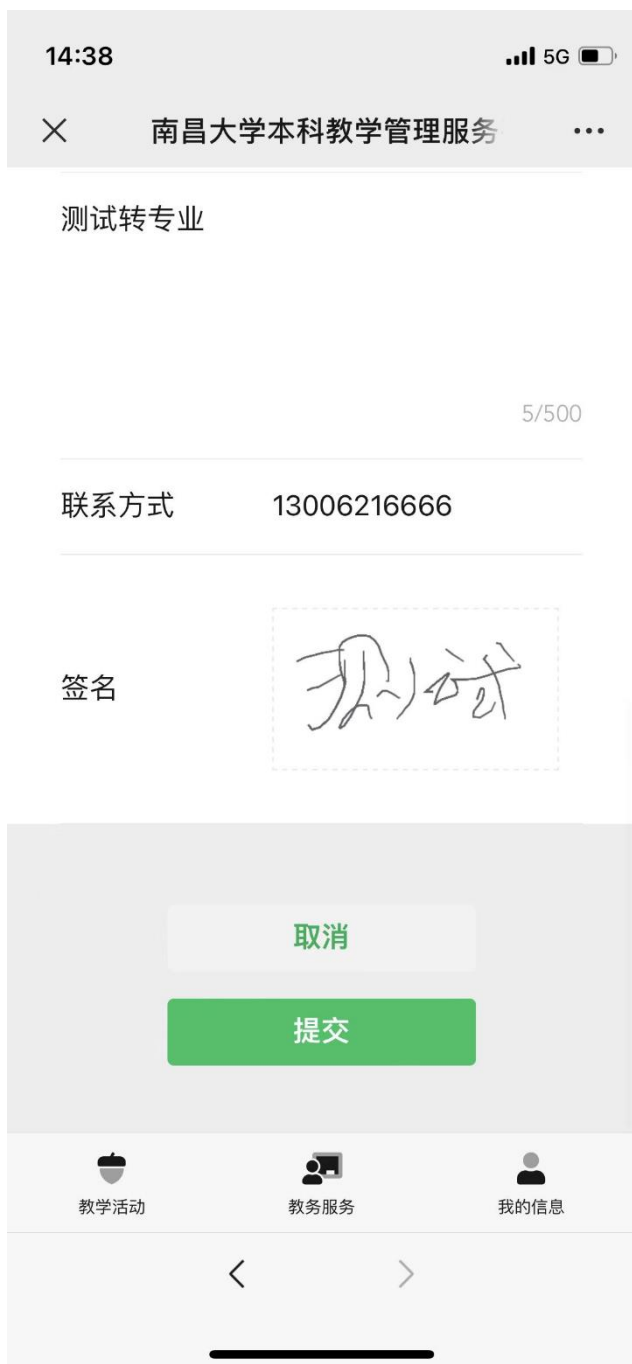 14:38
5G
南昌大学本科教学管理服务
测试转专业
5/500
联系方式 13006216666
签名 测试
取消
提交
教学活动 教务服务 我的信息